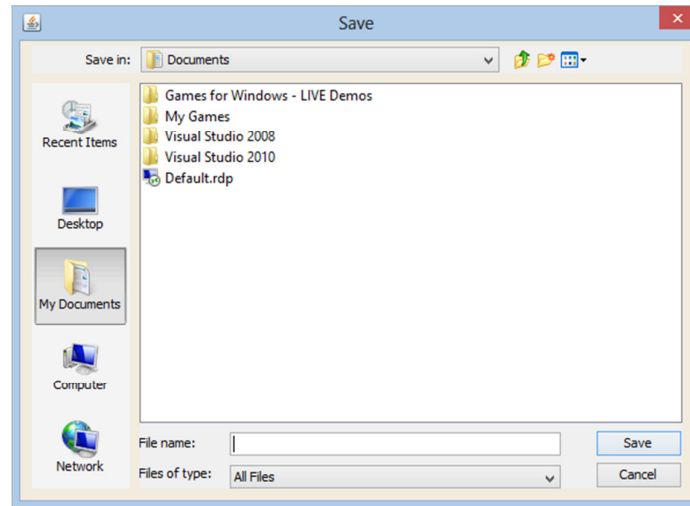 Save
Save in: Documents
Recent Items
Desktop
My Documents
Computer
Network
Games for Windows - LIVE Demos
My Games
Visual Studio 2008
Visual Studio 2010
Default.rdp
File name: Save
Files of type: All Files Cancel